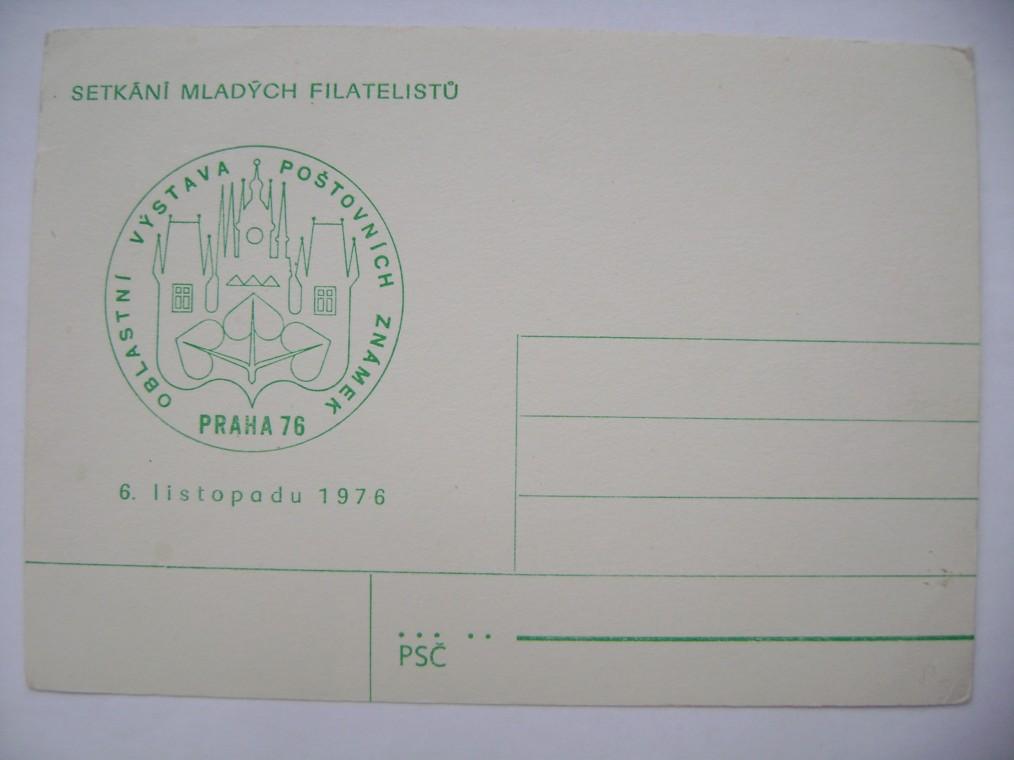 SETKÁNÍ MLADÝCH FILATELISTŮ
OBLASTNÍ VÝSTAVA POŠTOVNÍCH ZNÁMEK
PRAHA 76
6. listopadu 1976
PSČ